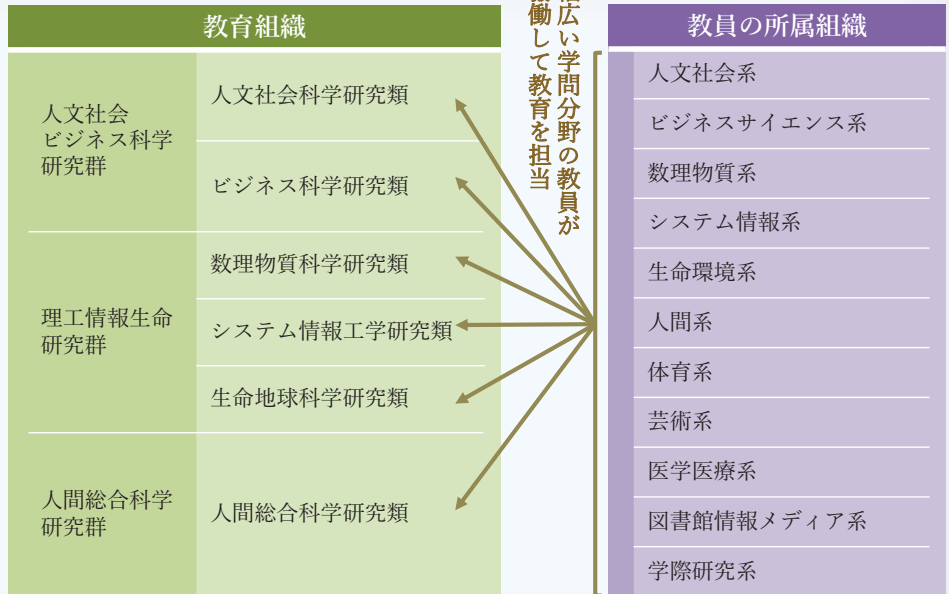 教育組織
人文社会
ビジネス科学
研究群
人文社会科学研究類
ビジネス科学研究類
理工情報生命
研究群
数理物質科学研究類
システム情報工学研究類
生命地球科学研究類
人間総合科学
研究群
人間総合科学研究類
広い学問分野の教員が
働して教育を担当
教員の所属組織
人文社会系
ビジネスサイエンス系
数理物質系
システム情報系
生命環境系
人間系
体育系
芸術系
医学医療系
図書館情報メディア系
学際研究系